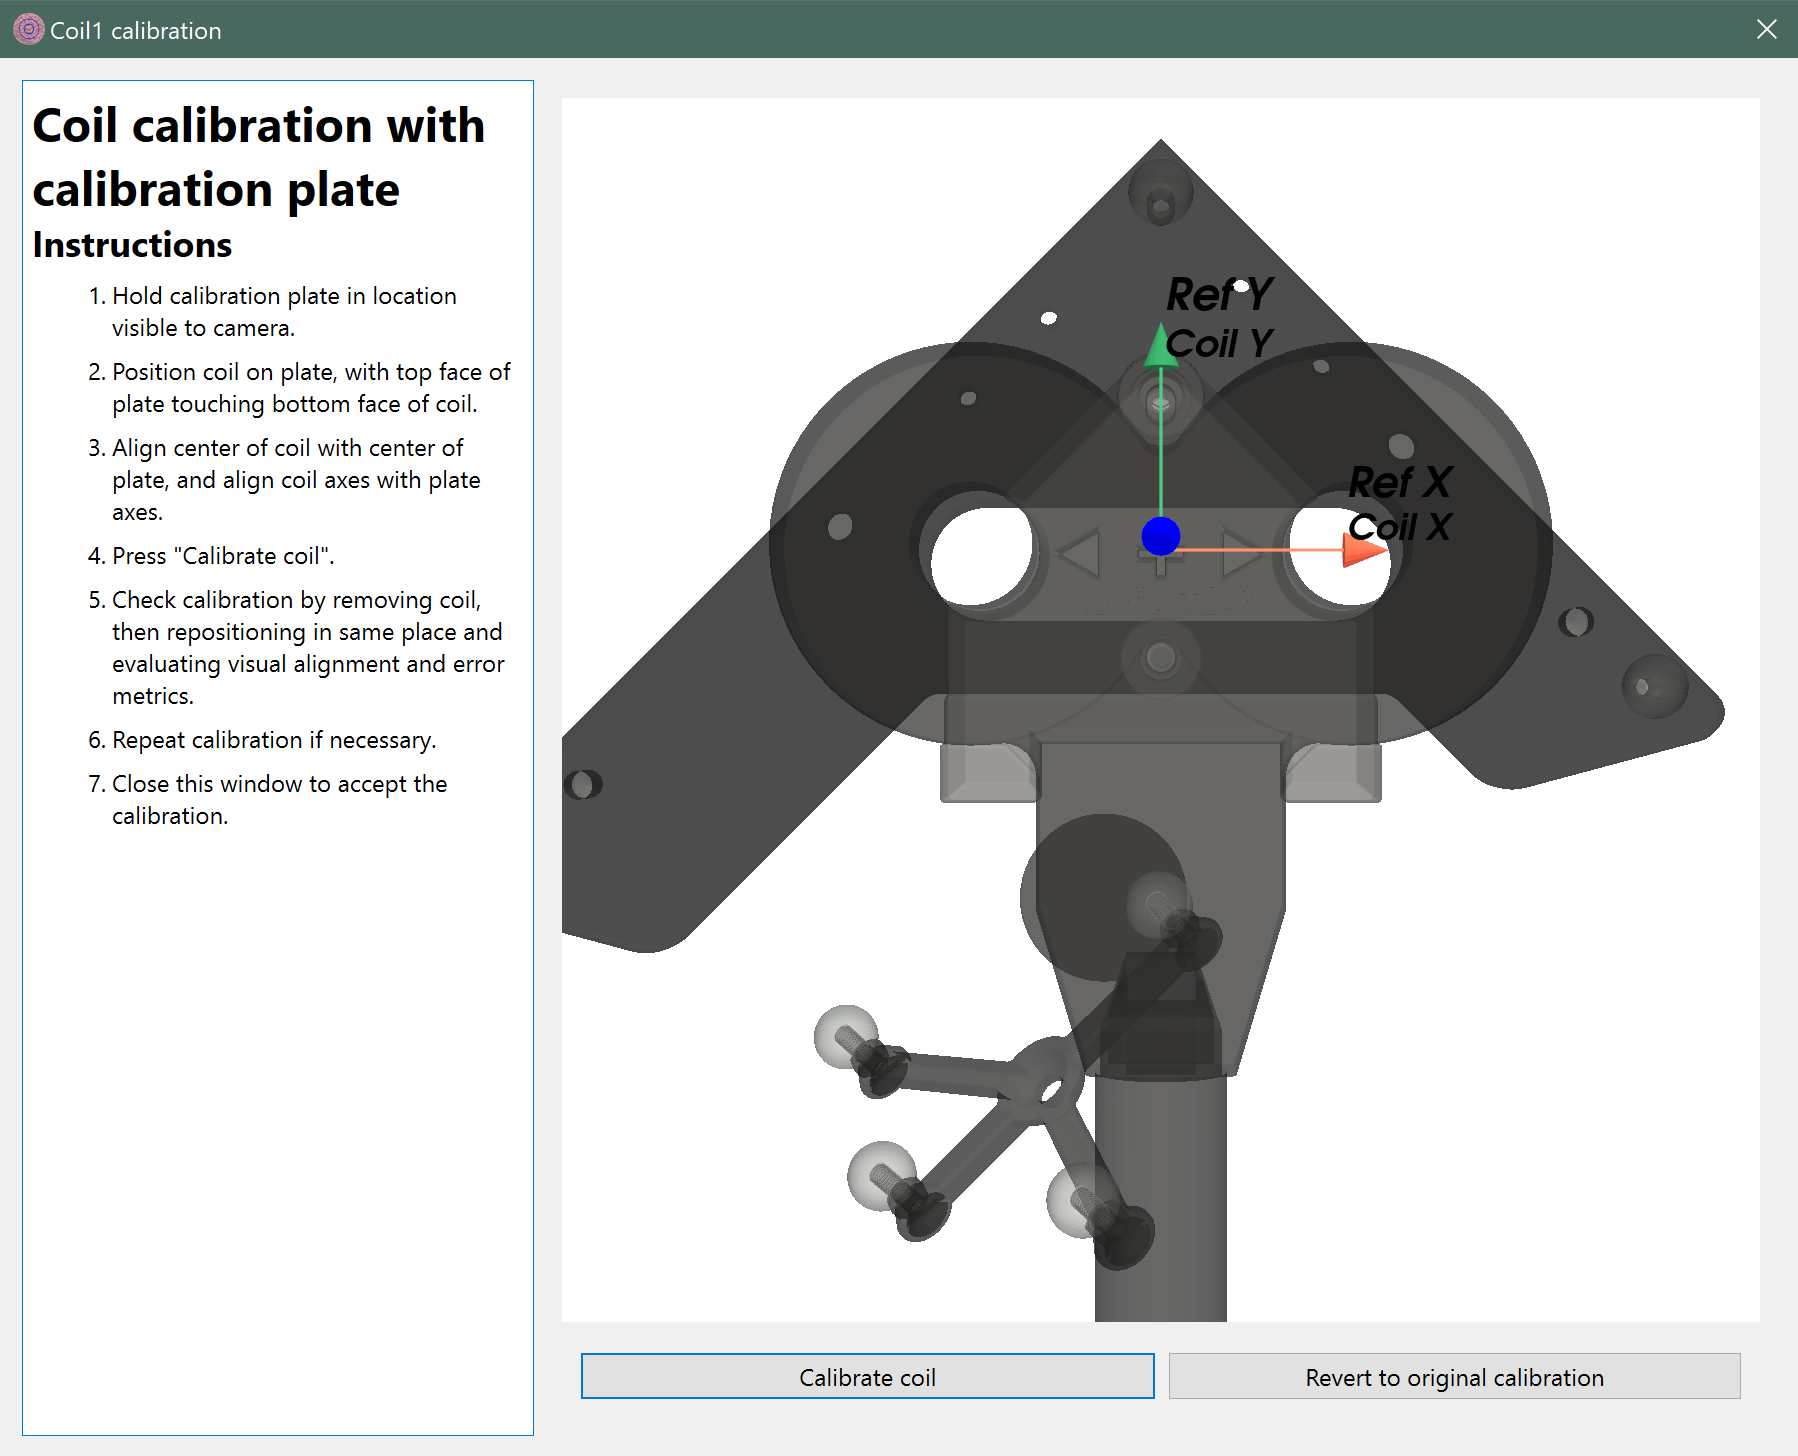 Coil1 calibration
Coil calibration with
calibration plate
Instructions
1. Hold calibration plate in location
visible to camera.
2. Position coil on plate, with top face of
plate touching bottom face of coil.
3. Align center of coil with center of
plate, and align coil axes with plate
axes.
4. Press "Calibrate coil".
5. Check calibration by removing coil,
then repositioning in same place and
evaluating visual alignment and error
metrics.
6. Repeat calibration if necessary.
7. Close this window to accept the
calibration.
Ref Y
Coil Y
Ref X
Coil X
Calibrate coil
Revert to original calibration